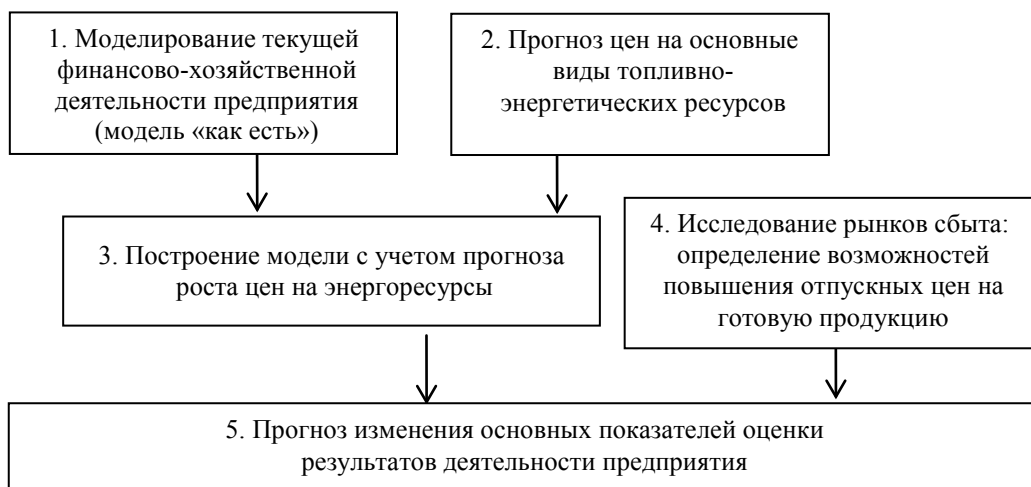 1. Моделирование текущей
финансово-хозяйственной
деятельности предприятия
(модель «как есть»)
2. Прогноз цен на основные
виды топливно-
энергетических ресурсов
3. Построение модели с учетом прогноза
роста цен на энергоресурсы
4. Исследование рынков сбыта:
определение возможностей
повышения отпускных цен на
готовую продукцию
5. Прогноз изменения основных показателей оценки
результатов деятельности предприятия